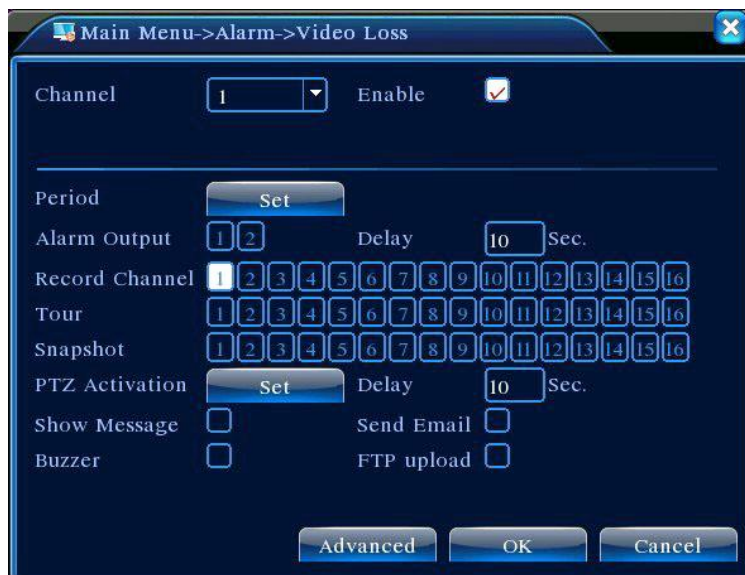 Main Menu->Alarm->Video Loss
Channel 1 Enable
Period Set
Alarm Output 1 2 Delay 10 Sec.
Record Channel 1 2 3 4 5 6 7 8 9 10 11 12 13 14 15 16
Tour 1 2 3 4 5 6 7 8 9 10 11 12 13 14 15 16
Snapshot 1 2 3 4 5 6 7 8 9 10 11 12 13 14 15 16
PTZ Activation Set Delay 10 Sec.
Show Message Send Email
Buzzer FTP upload
Advanced OK Cancel